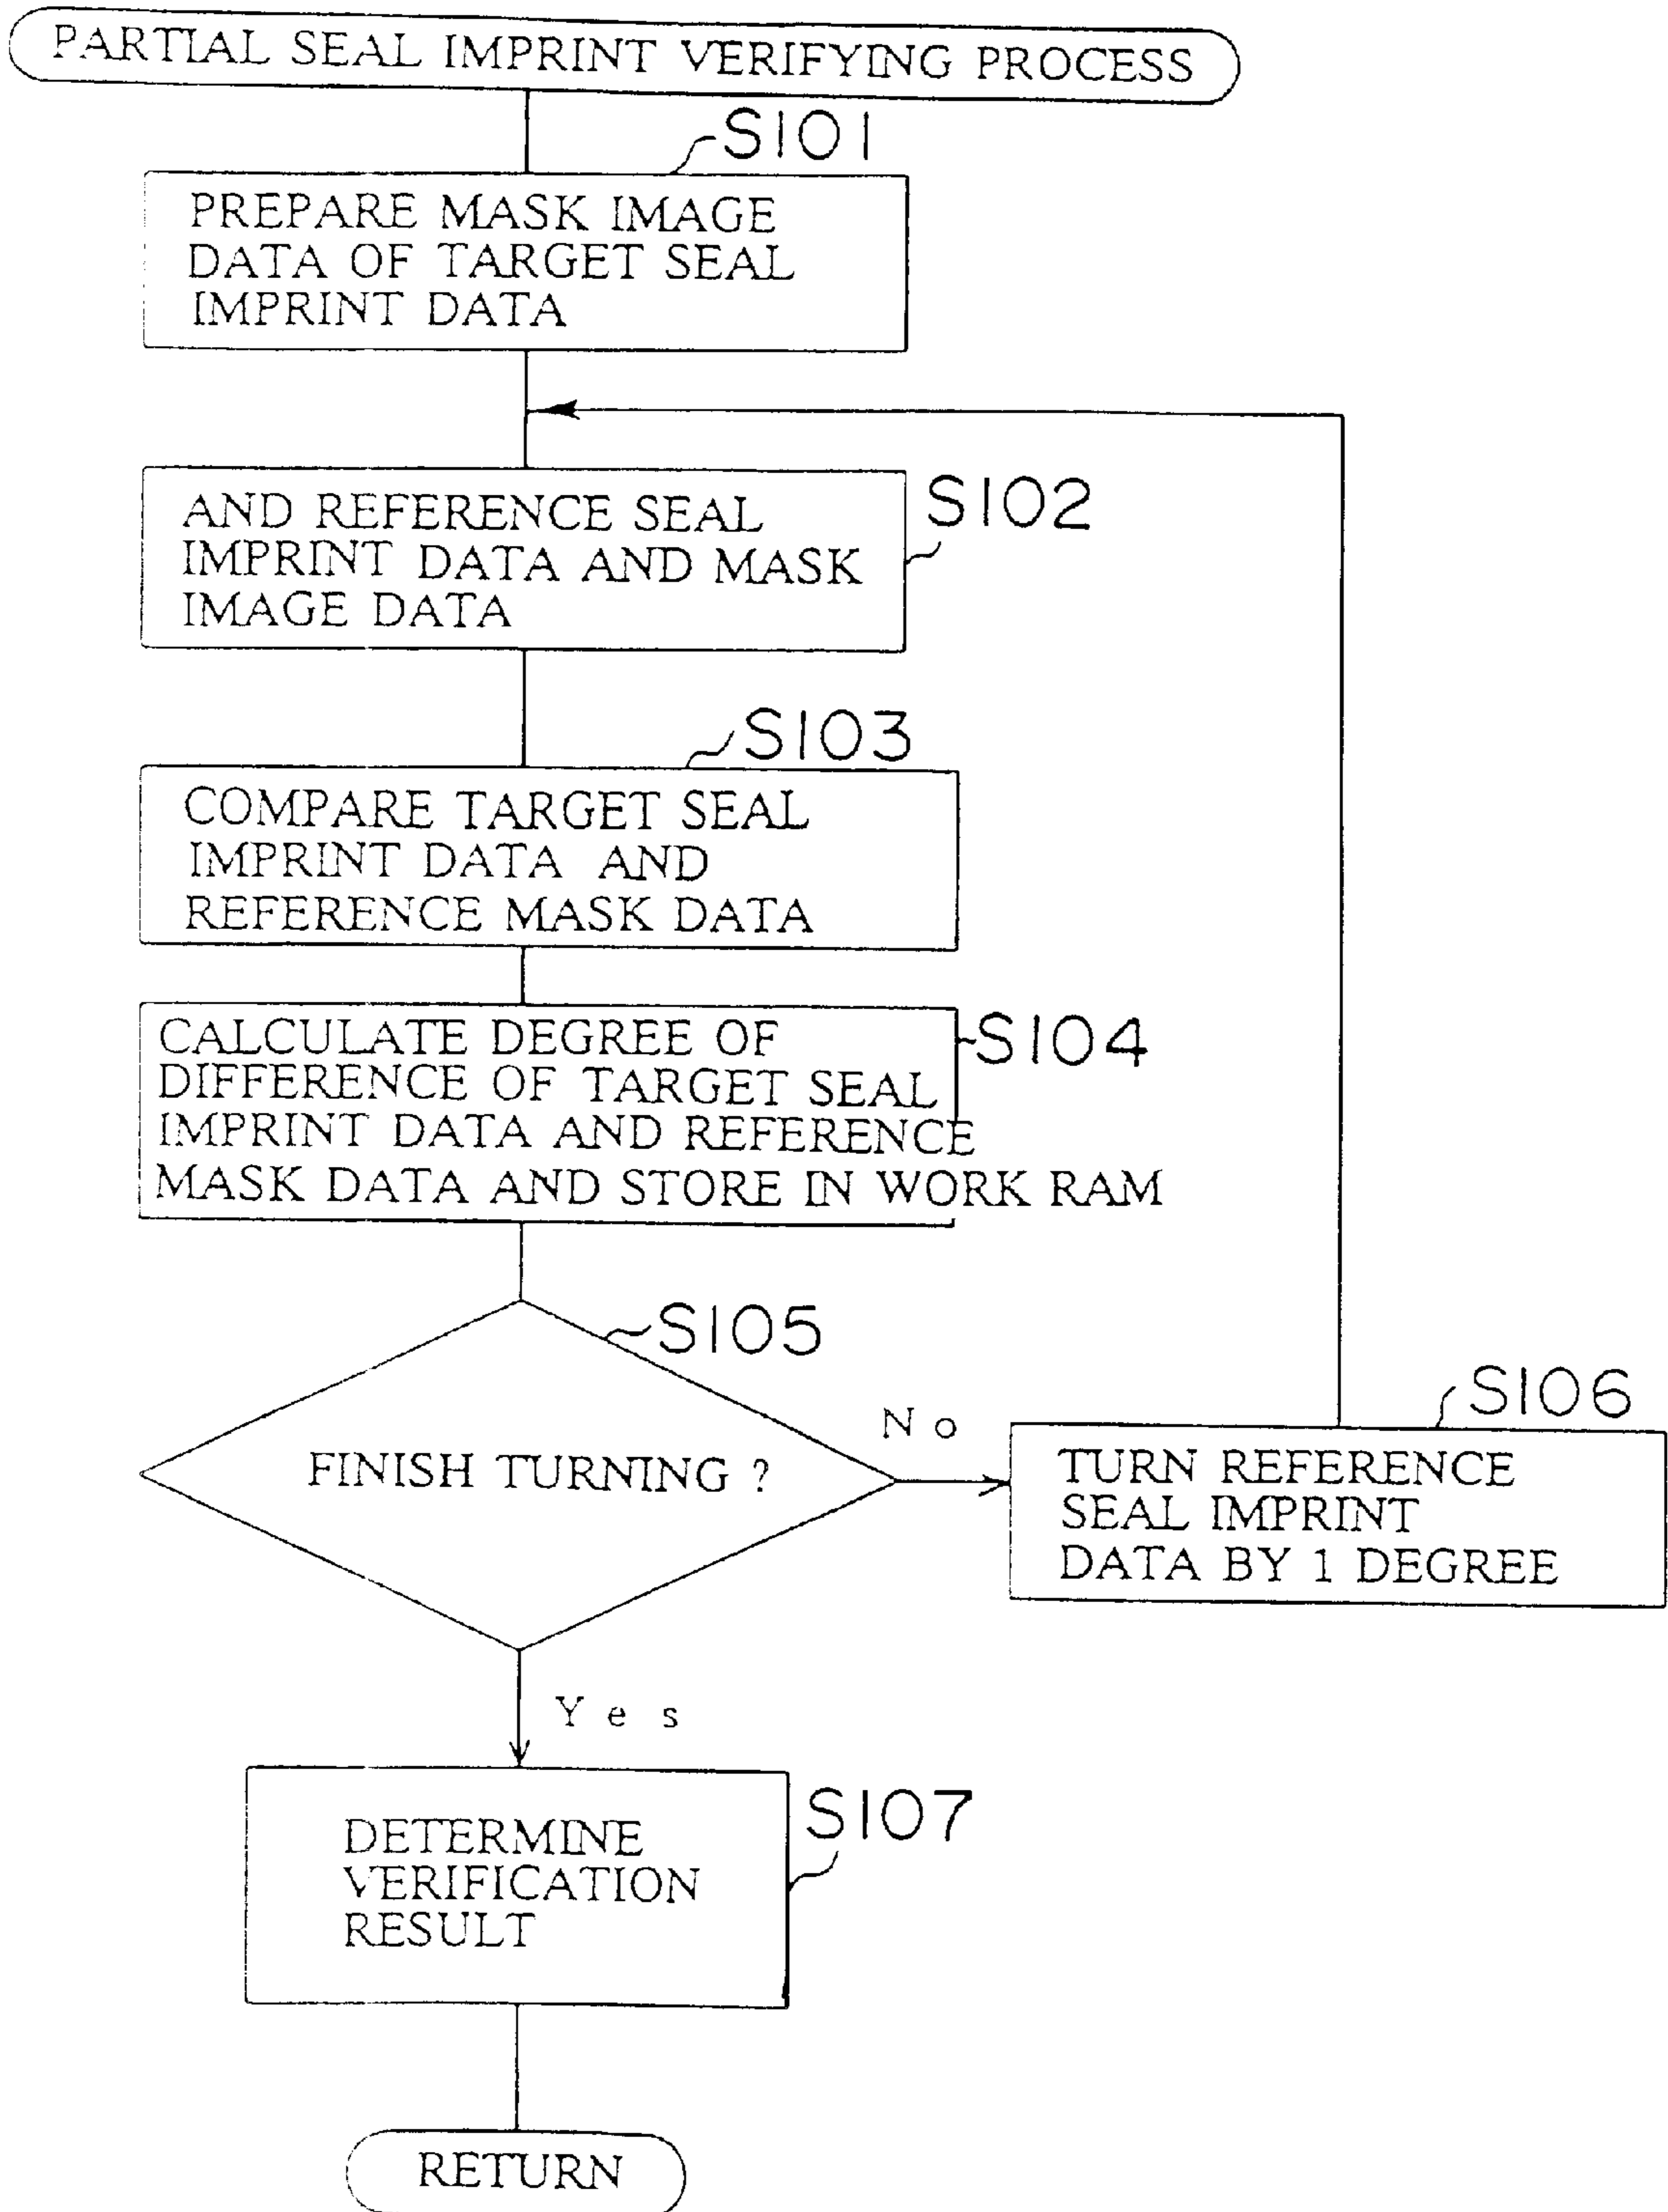 PARTIAL SEAL IMPRINT VERIFYING PROCESS
S101
PREPARE MASK IMAGE
DATA OF TARGET SEAL
IMPRINT DATA
S102
AND REFERENCE SEAL
IMPRINT DATA AND MASK
IMAGE DATA
S103
COMPARE TARGET SEAL
IMPRINT DATA AND
REFERENCE MASK DATA
S104
CALCULATE DEGREE OF
DIFFERENCE OF TARGET SEAL
IMPRINT DATA AND REFERENCE
MASK DATA AND STORE IN WORK RAM
S105
FINISH TURNING ?
No
S106
TURN REFERENCE
SEAL IMPRINT
DATA BY 1 DEGREE
Yes
S107
DETERMINE
VERIFICATION
RESULT
RETURN